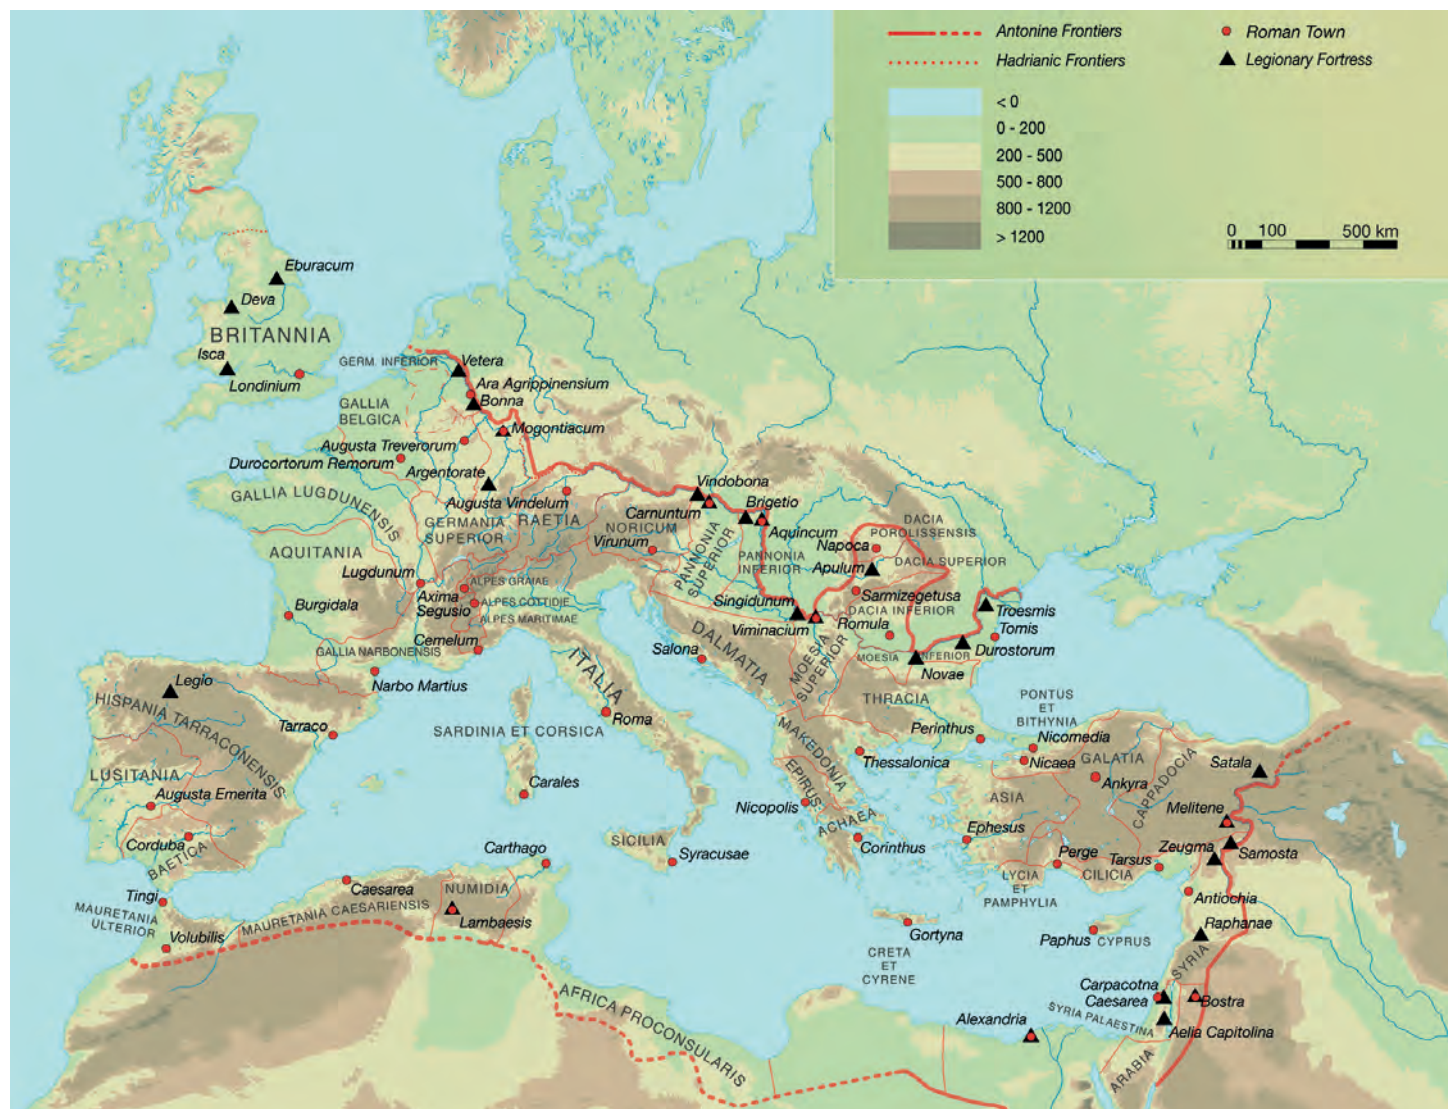 Antonine Frontiers
Hadrianic Frontiers
Roman Town
Legionary Fortress
< 0
0 - 200
200 - 500
500 - 800
800 - 1200
> 1200
0 100 500 km
Eburacum
Deva
BRITANNIA
Isca
Londinium
GERM. INFERIOR
Vetera
Ara Agrippinensium
Bonna
GALLIA
BELGICA
Mogontiacum
Augusta Treverorum
Durocortorum Remorum
Argentorate
GALLIA LUGDUNENSIS
Augusta Vindelum
GERMANIA
SUPERIOR
RAETIA
NORICUM
Virunum
Vindobona
Carnuntum
Brigetio
Aquincum
PANNONIA
SUPERIOR
PANNONIA
INFERIOR
DACIA
POROLISSENSIS
Napoca
DACIA SUPERIOR
Apulum
Sarmizegetusa
DACIA INFERIOR
Singidunum
Viminacium
Romula
Troesmis
Tomis
Durostorum
MOESIA
INFERIOR
Novae
MOESIA
SUPERIOR
AQUITANIA
Lugdunum
ALPES GRAIAE
Axima
Segusio
ALPES COTTIDIE
ALPES MARITIMAE
Burgidala
Cemelum
GALLIA NARBONENSIS
Narbo Martius
Salona
DALMATIA
ITALIA
Roma
THRACIA
PONTUS
ET
BITHYNIA
Perinthus
Nicomedia
Nicaea
GALATIA
Ankyra
CAPPADOCIA
Satala
Legio
HISPANIA TARRACONENSIS
Tarraco
LUSITANIA
Augusta Emerita
Corduba
BAETICA
SARDINIA ET CORSICA
Carales
MAKEDONIA
Thessalonica
EPIRUS
Nicopolis
ACHAEA
Corinthus
ASIA
Ephesus
Melitene
Zeugma
Samosta
Perge
Tarsus
LYCIA
ET
PAMPHYLIA
CILICIA
Antiochia
Raphanae
SICILIA
Syracusae
Carthago
NUMIDIA
Lambaesis
Caesarea
MAURETANIA CAESARIENSIS
Tingi
MAURETANIA
ULTERIOR
Volubilis
Gortyna
CRETA
ET
CYRENE
Paphus
CYPRUS
SYRIA
Carpacotna
Caesarea
Bostra
SYRIA PALAESTINA
Aelia Capitolina
Alexandria
ARABIA
AFRICA PROCONSULARIS